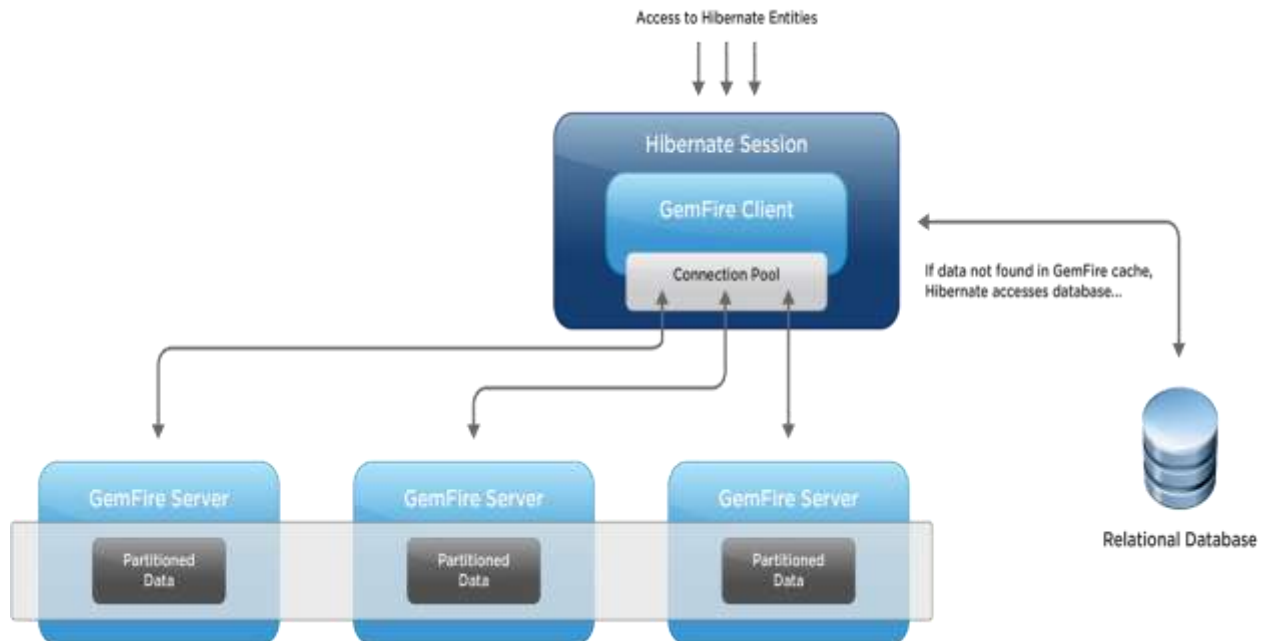 Access to Hibernate Entities
Hibernate Session
GemFire Client
Connection Pool
If data not found in GemFire cache,
Hibernate accesses database...
GemFire Server
GemFire Server
GemFire Server
Partitioned
Data
Partitioned
Data
Partitioned
Data
Relational Database